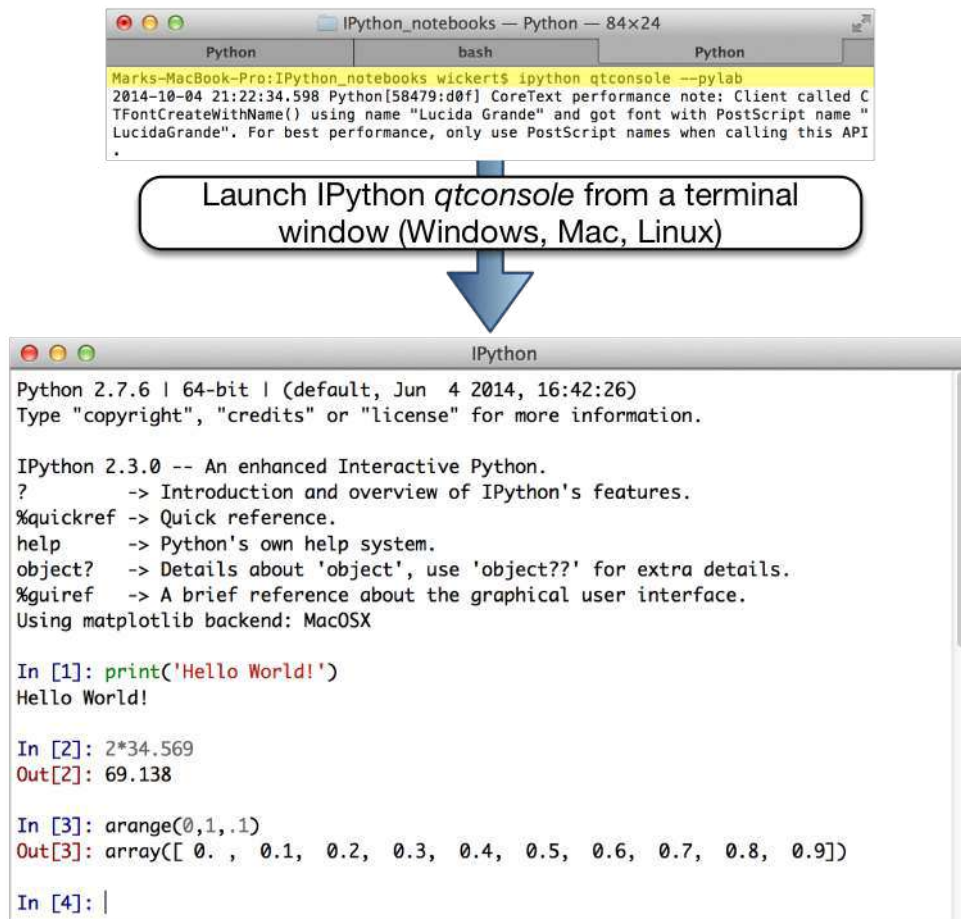 IPython_notebooks — Python — 84×24
Python bash Python
Marks-MacBook-Pro:IPython_notebooks wickert$ ipython qtconsole --pylab
2014-10-04 21:22:34.598 Python[58479:d0f] CoreText performance note: Client called C
TFontCreateWithName() using name "Lucida Grande" and got font with PostScript name "
LucidaGrande". For best performance, only use PostScript names when calling this API
.
Launch IPython qtconsole from a terminal
window (Windows, Mac, Linux)
IPython
Python 2.7.6 | 64-bit | (default, Jun  4 2014, 16:42:26)
Type "copyright", "credits" or "license" for more information.
IPython 2.3.0 -- An enhanced Interactive Python.
?         -> Introduction and overview of IPython's features.
%quickref -> Quick reference.
help      -> Python's own help system.
object?   -> Details about 'object', use 'object??' for extra details.
%guiref   -> A brief reference about the graphical user interface.
Using matplotlib backend: MacOSX
In [1]: print('Hello World!')
Hello World!
In [2]: 2*34.569
Out[2]: 69.138
In [3]: arange(0,1,.1)
Out[3]: array([ 0. ,  0.1,  0.2,  0.3,  0.4,  0.5,  0.6,  0.7,  0.8,  0.9])
In [4]: